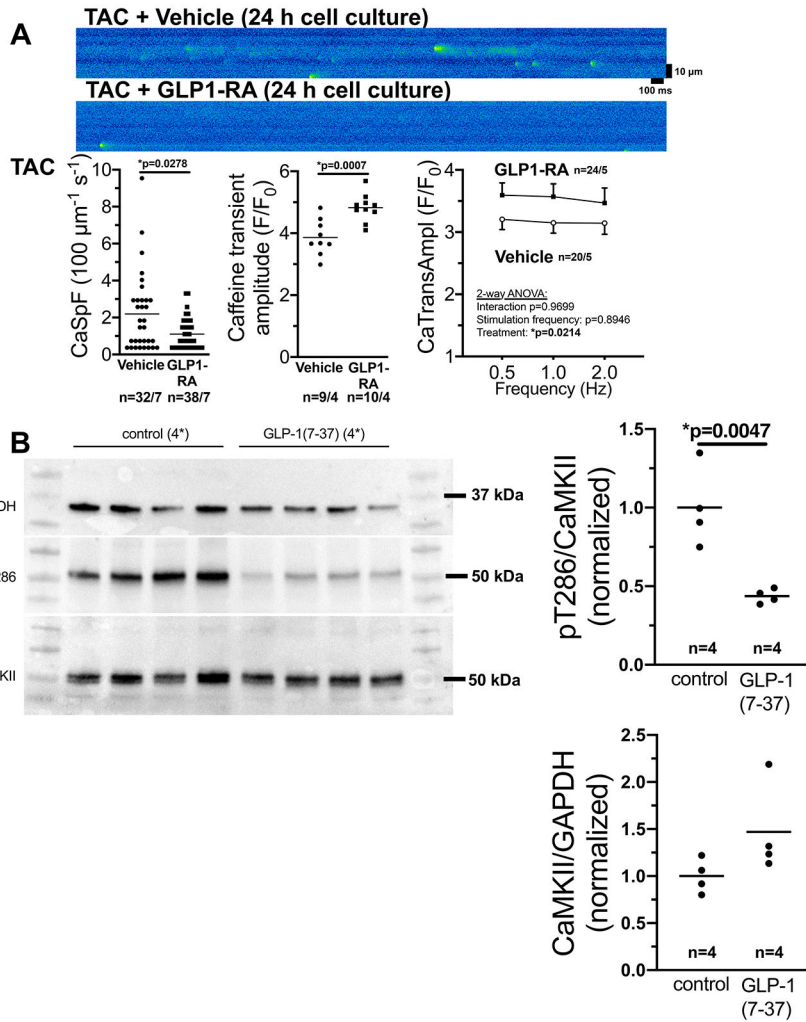 A
TAC + Vehicle (24 h cell culture)
10 µm
100 ms
TAC + GLP1-RA (24 h cell culture)
TAC
CaSpF (100 µm⁻¹ s⁻¹)
10
8
6
4
2
0
*p=0.0278
Vehicle GLP1-
RA
n=32/7 n=38/7
Caffeine transient
amplitude (F/F₀)
6
4
2
0
*p=0.0007
Vehicle GLP1-
RA
n=9/4 n=10/4
CaTransAmpl (F/F₀)
4
3
2
1
GLP1-RA n=24/5
Vehicle n=20/5
2-way ANOVA:
Interaction p=0.9699
Stimulation frequency: p=0.8946
Treatment: *p=0.0214
0.5 1.0 2.0
Frequency (Hz)
B
control (4*) GLP-1(7-37) (4*)
DH
37 kDa
286
50 kDa
KII
50 kDa
pT286/CaMKII
(normalized)
1.5
1.0
0.5
0.0
*p=0.0047
n=4 n=4
control GLP-1
(7-37)
CaMKII/GAPDH
(normalized)
2.5
2.0
1.5
1.0
0.5
0.0
n=4 n=4
control GLP-1
(7-37)